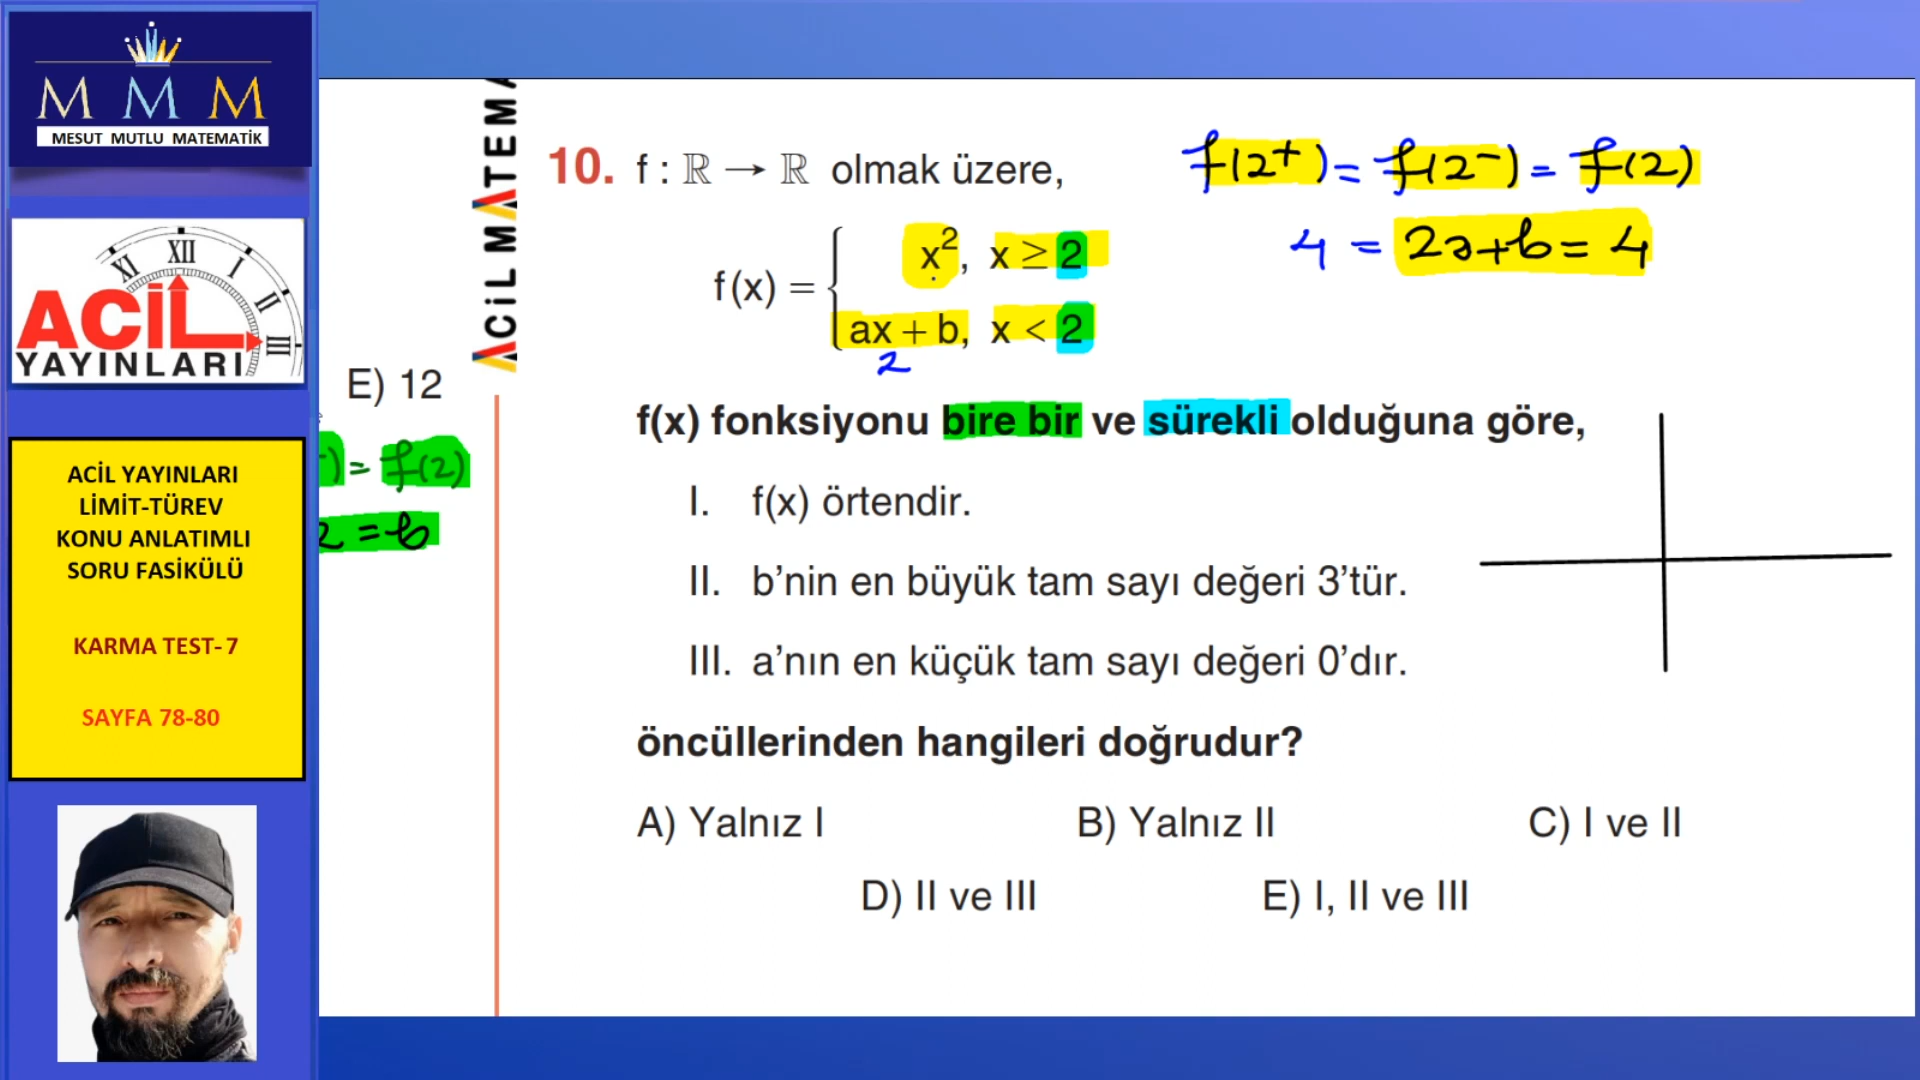 M M M
MESUT MUTLU MATEMATİK
XII
XI
I
II
III
ACİL
YAYINLARI
ACİL YAYINLARI
LİMİT-TÜREV
KONU ANLATIMLI
SORU FASİKÜLÜ
KARMA TEST- 7
SAYFA 78-80
E) 12
) = f(2)
2 = b
ACİL MATEMA
10. f : ℝ → ℝ olmak üzere,
f(2⁺) = f(2⁻) = f(2)
4 = 2a+b = 4
f(x) = { x², x ≥ 2
ax + b, x < 2
2
f(x) fonksiyonu bire bir ve sürekli olduğuna göre,
I. f(x) örtendir.
II. b’nin en büyük tam sayı değeri 3’tür.
III. a’nın en küçük tam sayı değeri 0’dır.
öncüllerinden hangileri doğrudur?
A) Yalnız I B) Yalnız II C) I ve II
D) II ve III E) I, II ve III